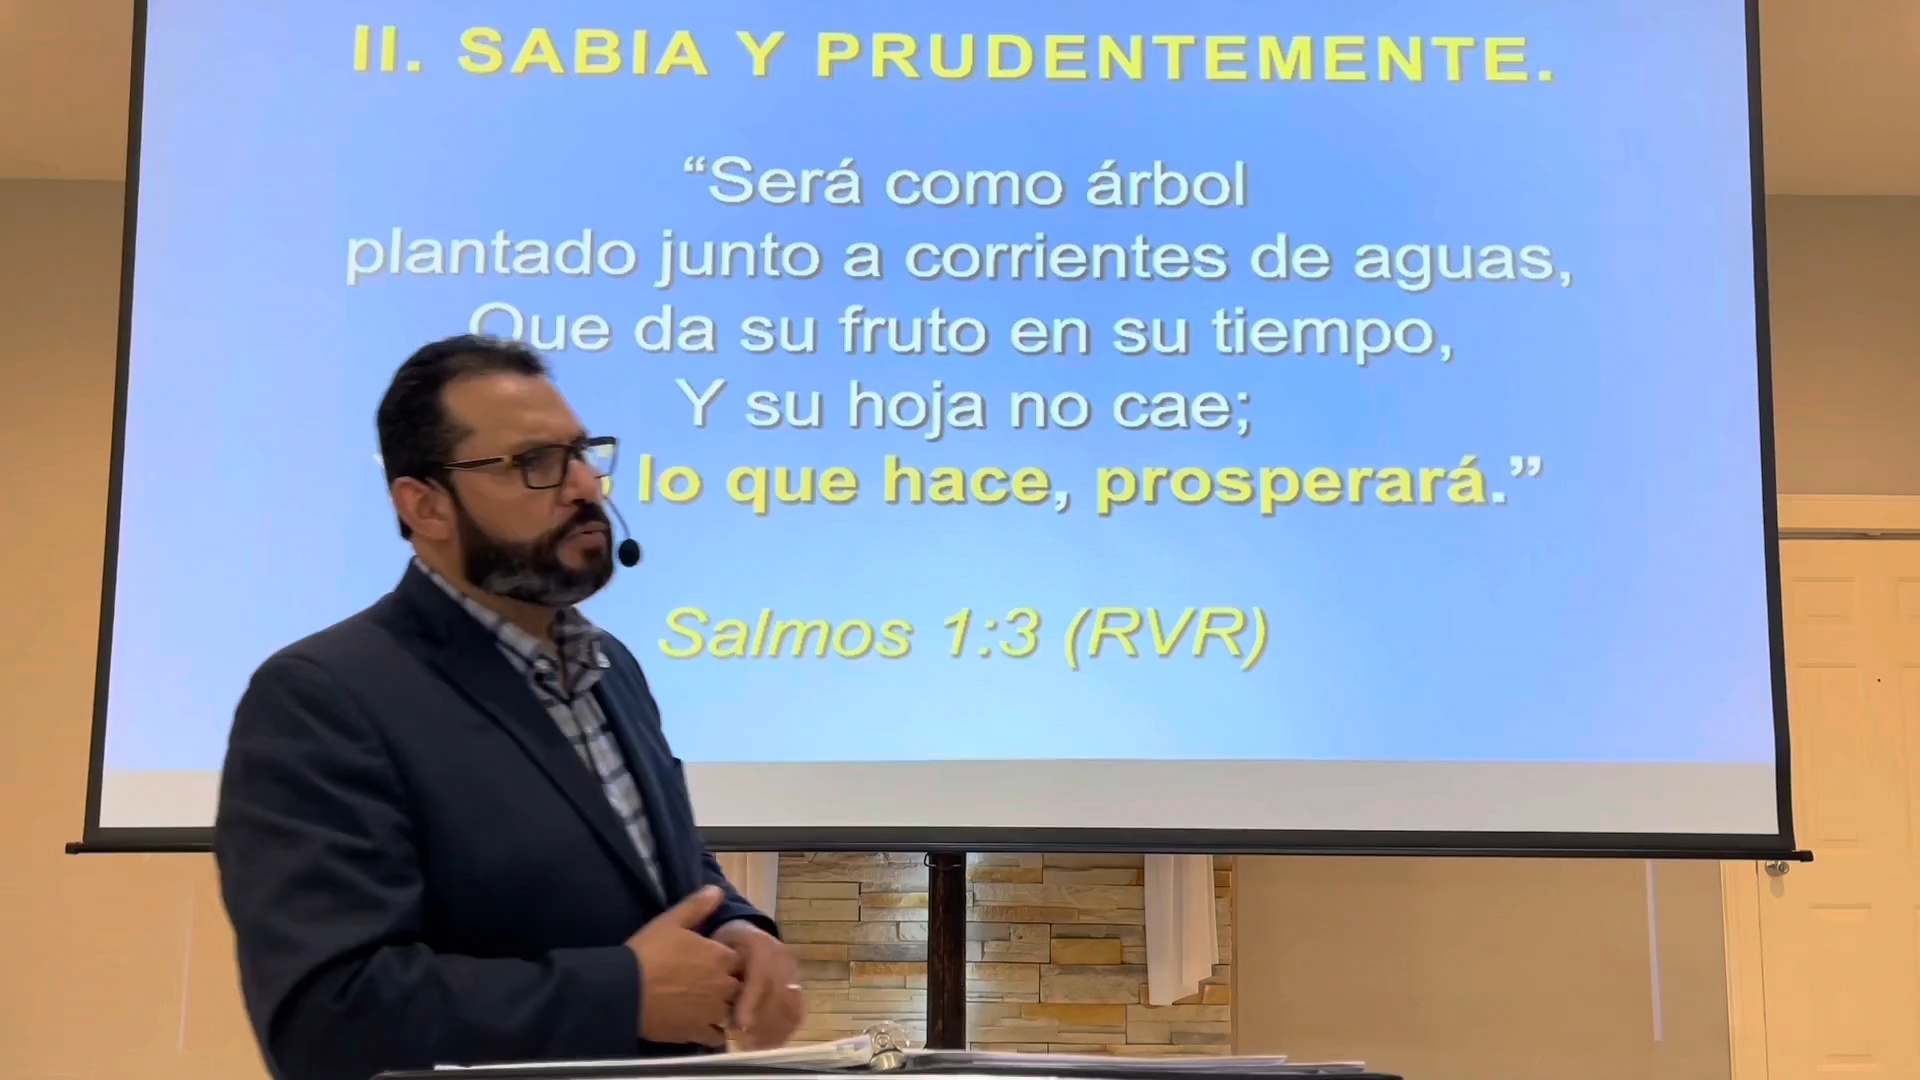 II. SABIA Y PRUDENTEMENTE.
“Será como árbol
plantado junto a corrientes de aguas,
Que da su fruto en su tiempo,
Y su hoja no cae;
lo que hace, prosperará.”
Salmos 1:3 (RVR)